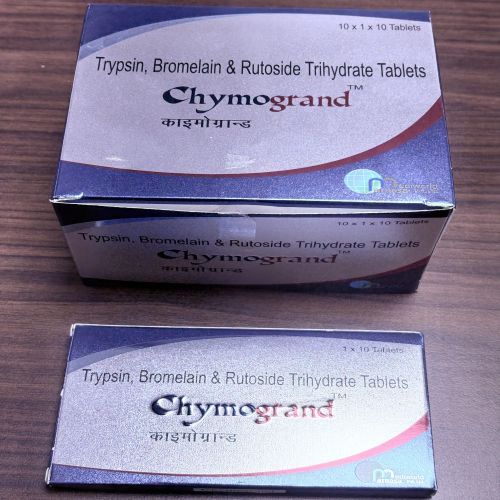 10 x 1 x 10 Tablets
Trypsin, Bromelain & Rutoside Trihydrate Tablets
Chymogrand™
काइमोग्रान्ड
10 x 1 x 10 Tablets
Trypsin, Bromelain & Rutoside Trihydrate Tablets
Chymogrand™
काइमोग्रान्ड
1 x 10 Tablets
Trypsin, Bromelain & Rutoside Trihydrate Tablets
Chymogrand™
काइमोग्रान्ड